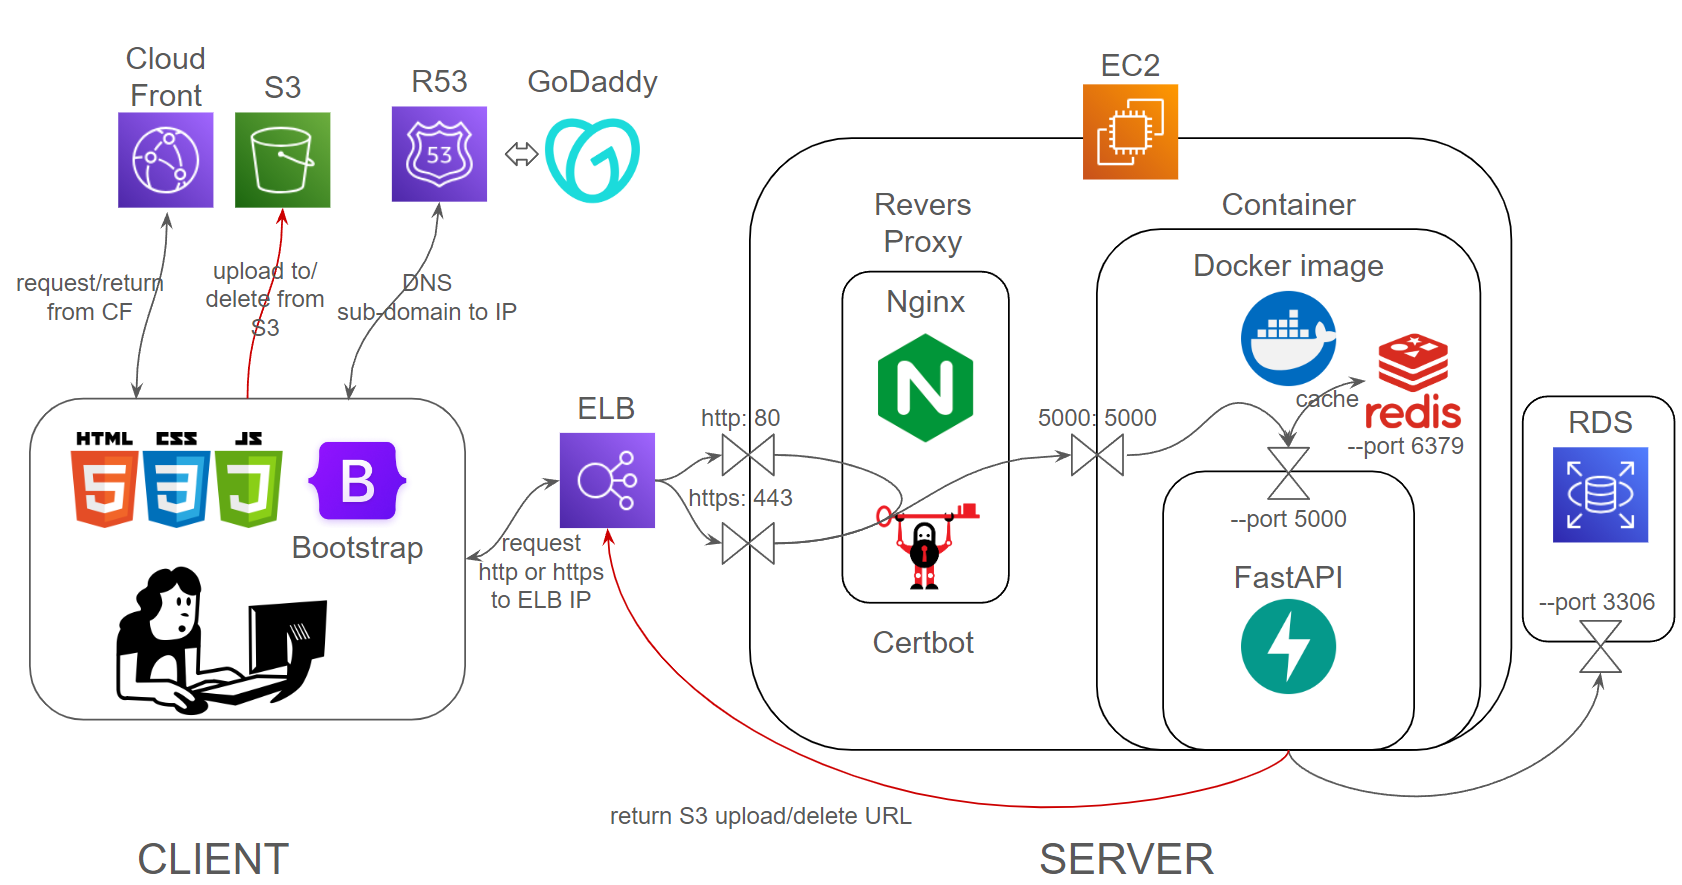 Cloud
Front
S3
R53
GoDaddy
53
EC2
request/return
from CF
upload to/
delete from
S3
DNS
sub-domain to IP
Revers
Proxy
Nginx
N
Container
Docker image
cache
redis
--port 6379
HTML
CSS
JS
5
3
J
B
Bootstrap
ELB
request
http or https
to ELB IP
http: 80
https: 443
5000: 5000
--port 5000
FastAPI
Certbot
RDS
--port 3306
return S3 upload/delete URL
CLIENT
SERVER